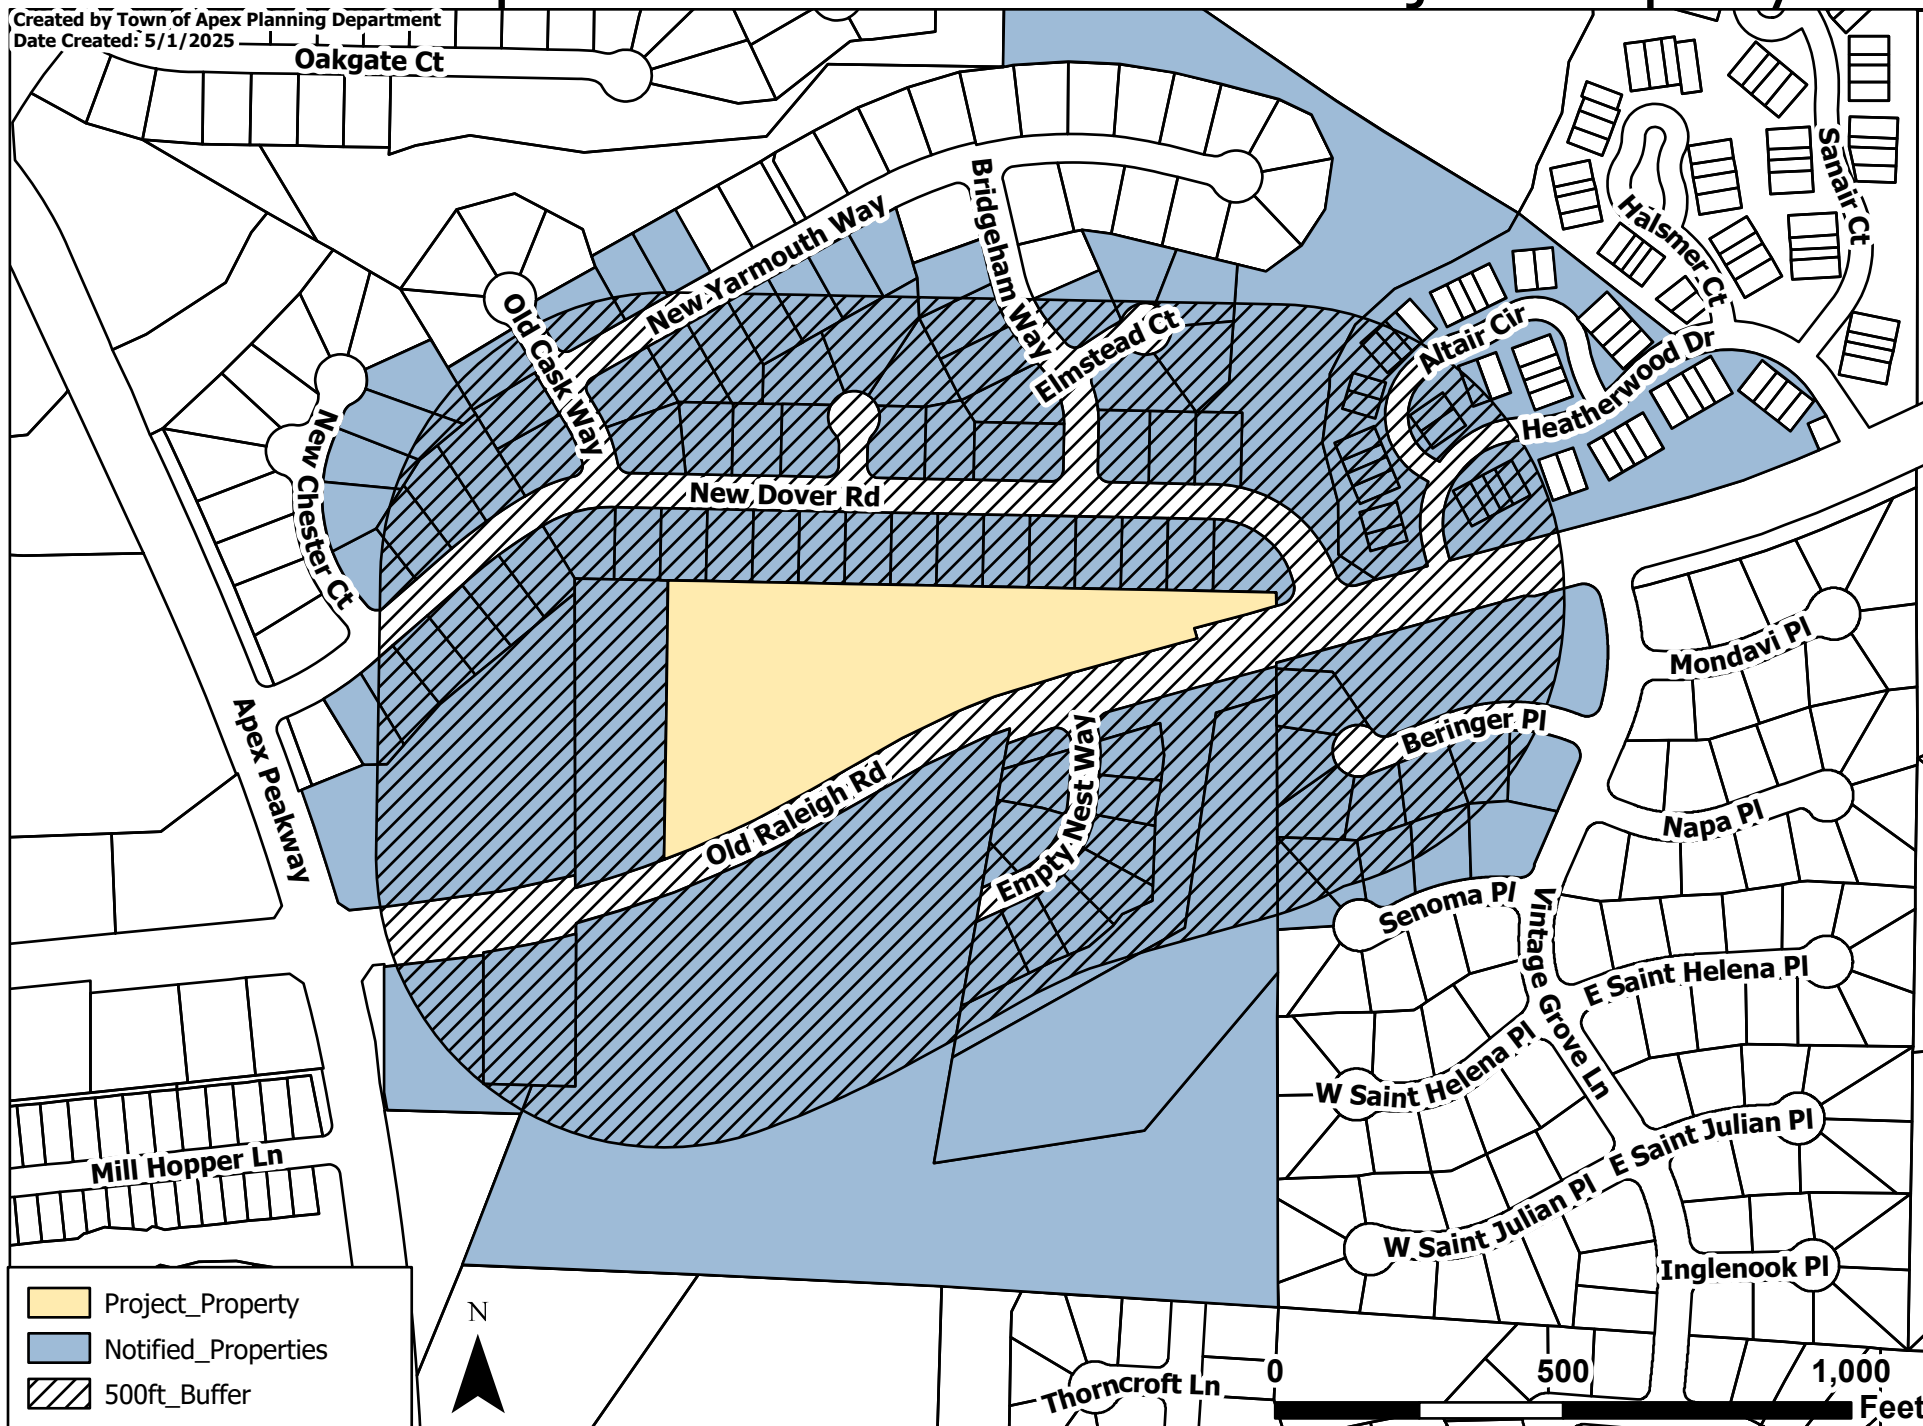 Created by Town of Apex Planning Department
Date Created: 5/1/2025
Oakgate Ct
Sanair Ct
Halsmer Ct
Bridgeham Way
New Yarmouth Way
Old Cask Way
Elmstead Ct
Altair Cir
Heatherwood Dr
New Chester Ct
New Dover Rd
Mondavi Pl
Apex Peakway
Beringer Pl
Empty Nest Way
Old Raleigh Rd
Napa Pl
Senoma Pl
Vintage Grove Ln
E Saint Helena Pl
W Saint Helena Pl
Mill Hopper Ln
E Saint Julian Pl
W Saint Julian Pl
Inglenook Pl
Thorncroft Ln
Project_Property
Notified_Properties
500ft_Buffer
N
0 500 1,000
Feet